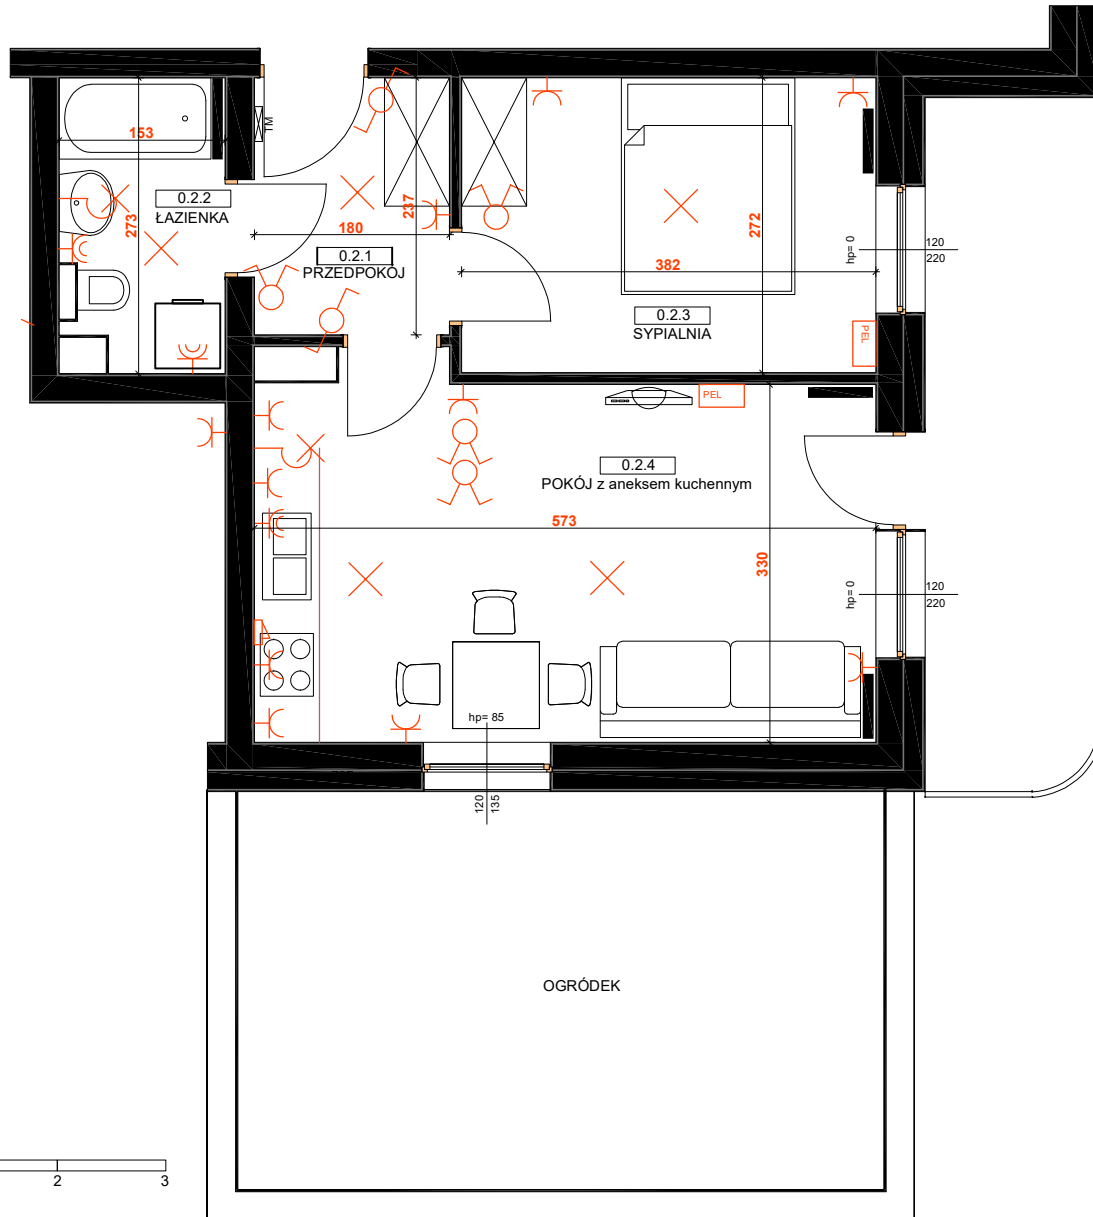 153
TM
0.2.2
ŁAZIENKA
273
237
180
0.2.1
PRZEDPOKÓJ
272
382
0.2.3
SYPIALNIA
hp= 0
120
220
PEL
PEL
0.2.4
POKÓJ z aneksem kuchennym
573
330
hp= 0
120
220
hp= 85
120
135
OGRÓDEK
2
3